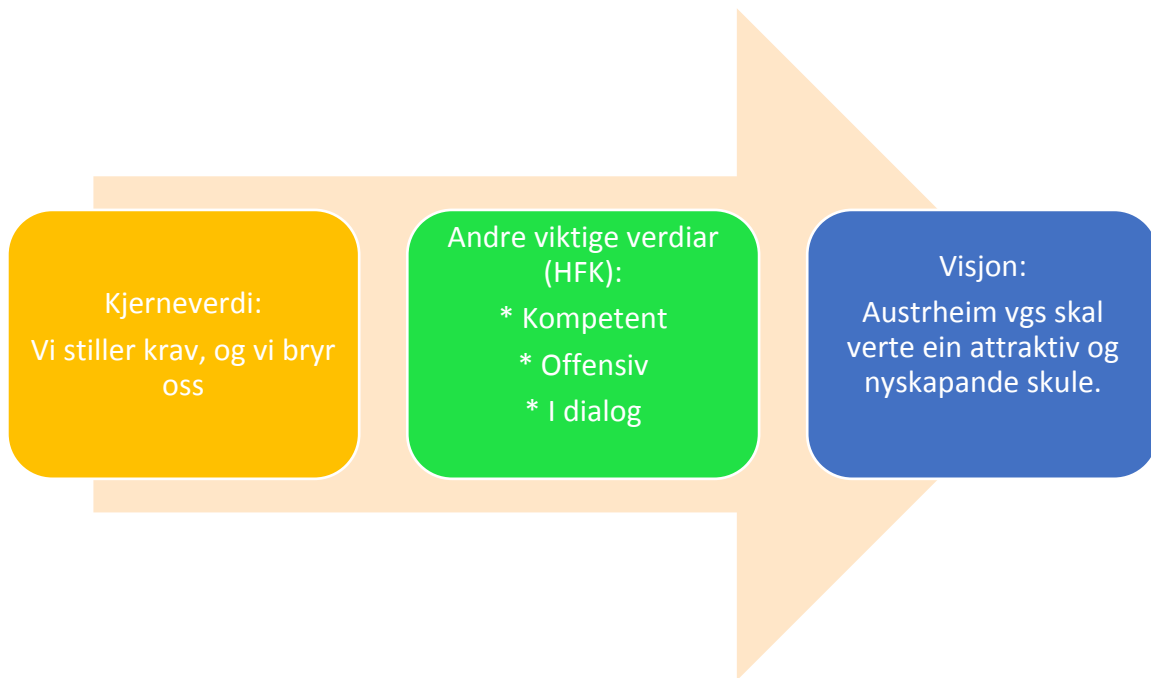 Kjerneverdi:
Vi stiller krav, og vi bryr
oss
Andre viktige verdiar
(HFK):
* Kompetent
* Offensiv
* I dialog
Visjon:
Austrheim vgs skal
verte ein attraktiv og
nyskapande skule.